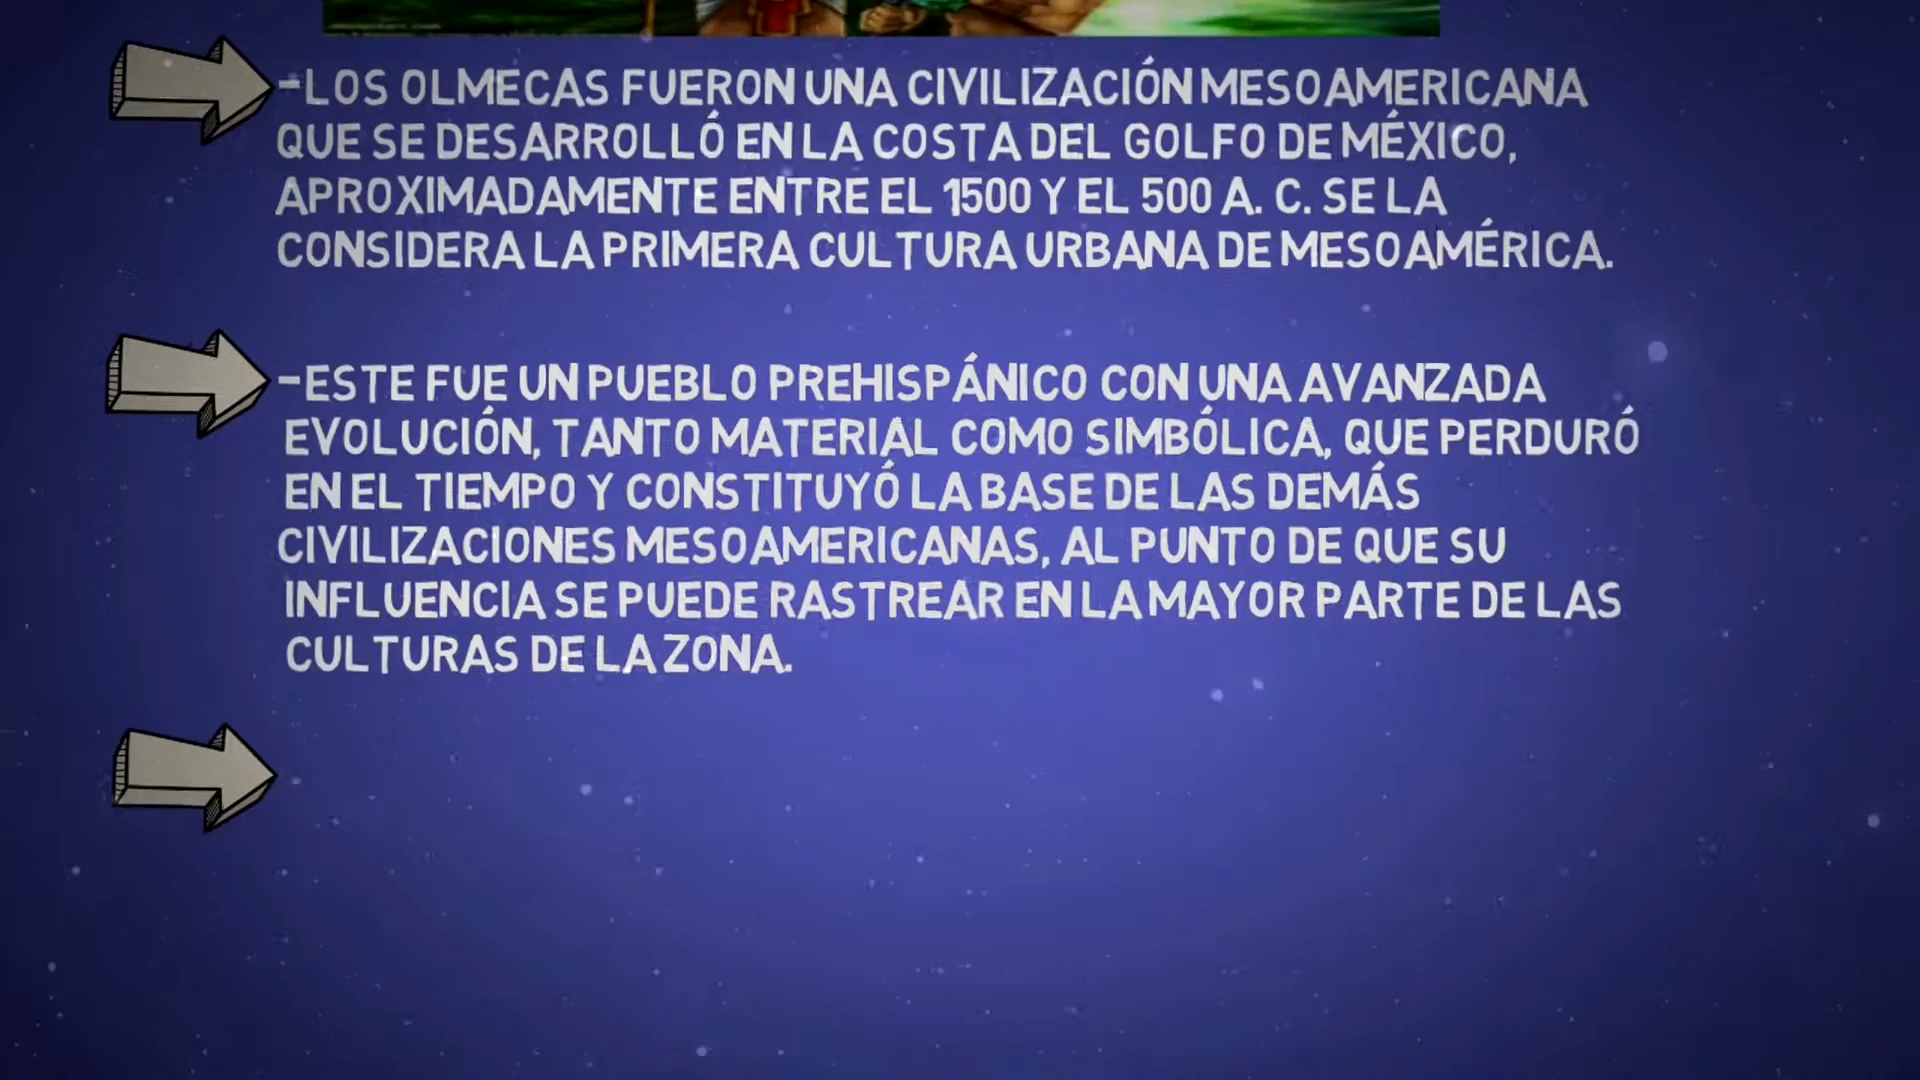 -LOS OLMECAS FUERON UNA CIVILIZACIÓN MESOAMERICANA
QUE SE DESARROLLÓ EN LA COSTA DEL GOLFO DE MÉXICO,
APROXIMADAMENTE ENTRE EL 1500 Y EL 500 A. C. SE LA
CONSIDERA LA PRIMERA CULTURA URBANA DE MESOAMÉRICA.
-ESTE FUE UN PUEBLO PREHISPÁNICO CON UNA AVANZADA
EVOLUCIÓN, TANTO MATERIAL COMO SIMBÓLICA, QUE PERDURÓ
EN EL TIEMPO Y CONSTITUYÓ LA BASE DE LAS DEMÁS
CIVILIZACIONES MESOAMERICANAS, AL PUNTO DE QUE SU
INFLUENCIA SE PUEDE RASTREAR EN LA MAYOR PARTE DE LAS
CULTURAS DE LA ZONA.